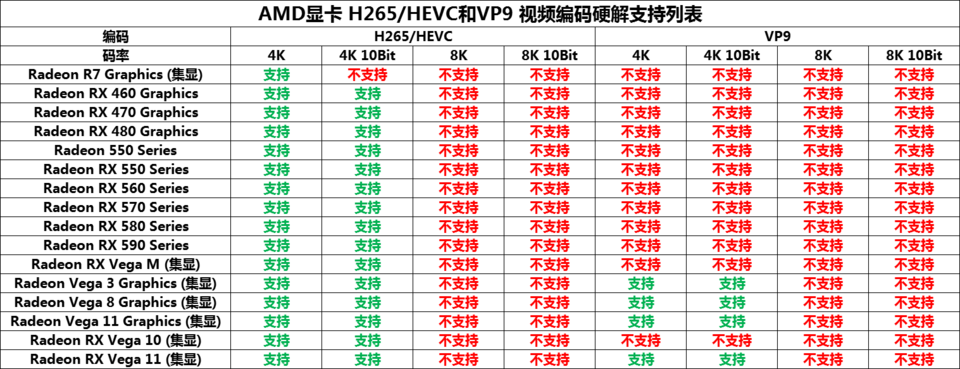 AMD显卡 H265/HEVC和VP9 视频编码硬解支持列表
编码 H265/HEVC VP9
码率 4K 4K 10Bit 8K 8K 10Bit 4K 4K 10Bit 8K 8K 10Bit
Radeon R7 Graphics (集显) 支持 不支持 不支持 不支持 不支持 不支持 不支持 不支持
Radeon RX 460 Graphics 支持 支持 不支持 不支持 不支持 不支持 不支持 不支持
Radeon RX 470 Graphics 支持 支持 不支持 不支持 不支持 不支持 不支持 不支持
Radeon RX 480 Graphics 支持 支持 不支持 不支持 不支持 不支持 不支持 不支持
Radeon 550 Series 支持 支持 不支持 不支持 不支持 不支持 不支持 不支持
Radeon RX 550 Series 支持 支持 不支持 不支持 不支持 不支持 不支持 不支持
Radeon RX 560 Series 支持 支持 不支持 不支持 不支持 不支持 不支持 不支持
Radeon RX 570 Series 支持 支持 不支持 不支持 不支持 不支持 不支持 不支持
Radeon RX 580 Series 支持 支持 不支持 不支持 不支持 不支持 不支持 不支持
Radeon RX 590 Series 支持 支持 不支持 不支持 不支持 不支持 不支持 不支持
Radeon RX Vega M (集显) 支持 支持 不支持 不支持 不支持 不支持 不支持 不支持
Radeon Vega 3 Graphics (集显) 支持 支持 不支持 不支持 支持 支持 不支持 不支持
Radeon Vega 8 Graphics (集显) 支持 支持 不支持 不支持 支持 支持 不支持 不支持
Radeon Vega 11 Graphics (集显) 支持 支持 不支持 不支持 支持 支持 不支持 不支持
Radeon RX Vega 10 (集显) 支持 支持 不支持 不支持 不支持 不支持 不支持 不支持
Radeon RX Vega 11 (集显) 支持 支持 不支持 不支持 支持 支持 不支持 不支持